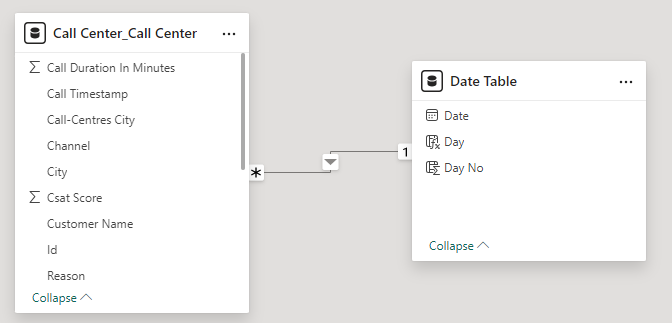 Call Center_Call Center
Call Duration In Minutes
Call Timestamp
Call-Centres City
Channel
City
Csat Score
Customer Name
Id
Reason
Collapse
*
1
Date Table
Date
Day
Day No
Collapse